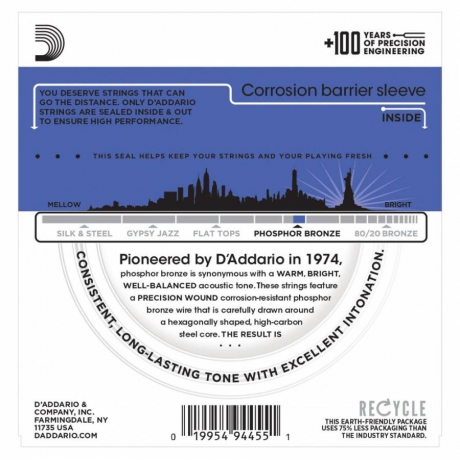 +100 YEARS
OF PRECISION
ENGINEERING
YOU DESERVE STRINGS THAT CAN
GO THE DISTANCE. ONLY D'ADDARIO
STRINGS ARE SEALED INSIDE & OUT
TO ENSURE HIGH PERFORMANCE.
Corrosion barrier sleeve
INSIDE
• • • THIS SEAL HELPS KEEP YOUR STRINGS AND YOUR PLAYING FRESH • • •
MELLOW BRIGHT
SILK & STEEL GYPSY JAZZ FLAT TOPS PHOSPHOR BRONZE 80/20 BRONZE
Pioneered by D'Addario in 1974,
phosphor bronze is synonymous with a WARM, BRIGHT,
WELL-BALANCED acoustic tone. These strings feature
a PRECISION WOUND corrosion-resistant phosphor
bronze wire that is carefully drawn around
a hexagonally shaped, high-carbon
steel core. THE RESULT IS
• • •
CONSISTENT, LONG-LASTING TONE WITH EXCELLENT INTONATION.
D'ADDARIO &
COMPANY, INC.
FARMINGDALE, NY
11735 USA
DADDARIO.COM
0 19954 94455 1
RECYCLE
THIS EARTH-FRIENDLY PACKAGE
USES 75% LESS PACKAGING THAN
THE INDUSTRY STANDARD.